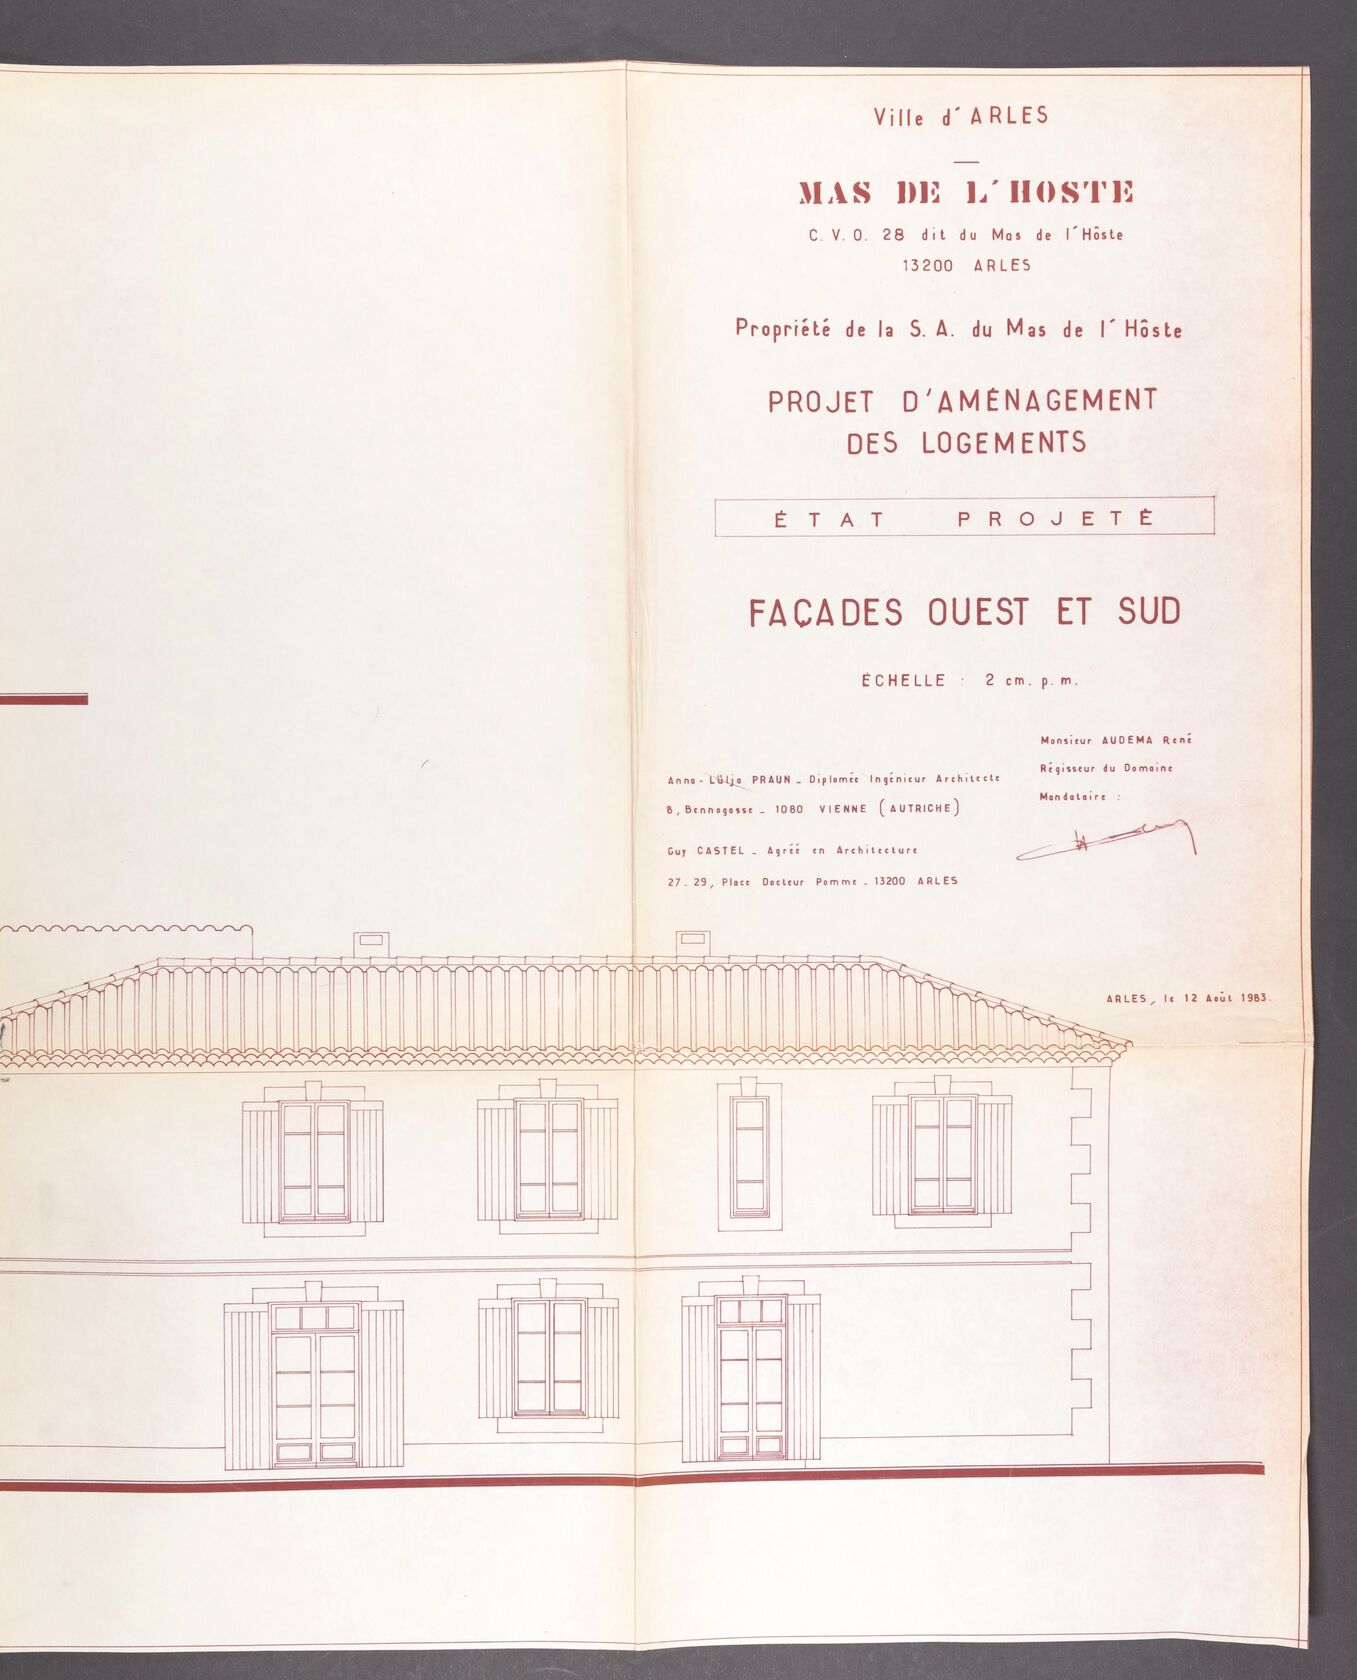 Ville d'ARLES
MAS DE L'HOSTE
C. V. O. 28 dit du Mas de l'Hôste
13200 ARLES
Propriété de la S. A. du Mas de l'Hôste
PROJET D'AMÉNAGEMENT
DES LOGEMENTS
ÉTAT PROJETÉ
FAÇADES OUEST ET SUD
ÉCHELLE : 2 cm. p. m.
Monsieur AUDEMA René
Régisseur du Domaine
Mandataire :
Anna - Lülja PRAUN _ Diplomée Ingénieur Architecte
8, Bennogasse _ 1080 VIENNE (AUTRICHE)
Guy CASTEL _ Agréé en Architecture
27 - 29, Place Docteur Pomme _ 13200 ARLES
ARLES, le 12 Août 1983.